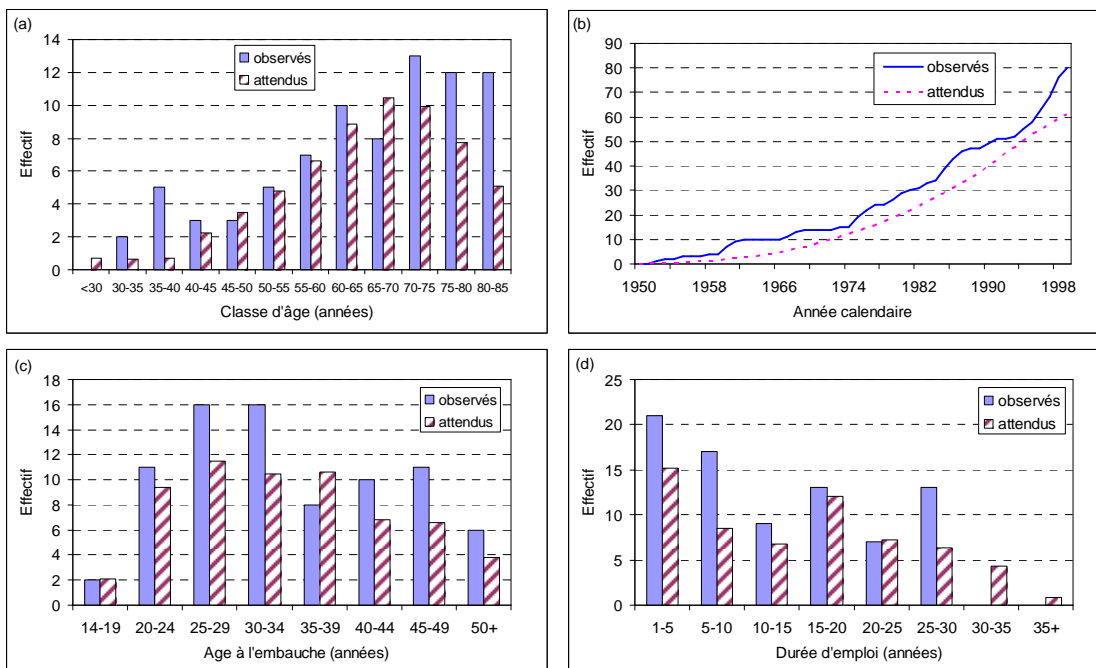 (a)
observés
attendus
Effectif
14
12
10
8
6
4
2
0
<30 30-35 35-40 40-45 45-50 50-55 55-60 60-65 65-70 70-75 75-80 80-85
Classe d'âge (années)
(b)
observés
attendus
Effectif
90
80
70
60
50
40
30
20
10
0
1950 1958 1966 1974 1982 1990 1998
Année calendaire
(c)
observés
attendus
Effectif
18
16
14
12
10
8
6
4
2
0
14-19 20-24 25-29 30-34 35-39 40-44 45-49 50+
Age à l'embauche (années)
(d)
observés
attendus
Effectif
25
20
15
10
5
0
1-5 5-10 10-15 15-20 20-25 25-30 30-35 35+
Durée d'emploi (années)